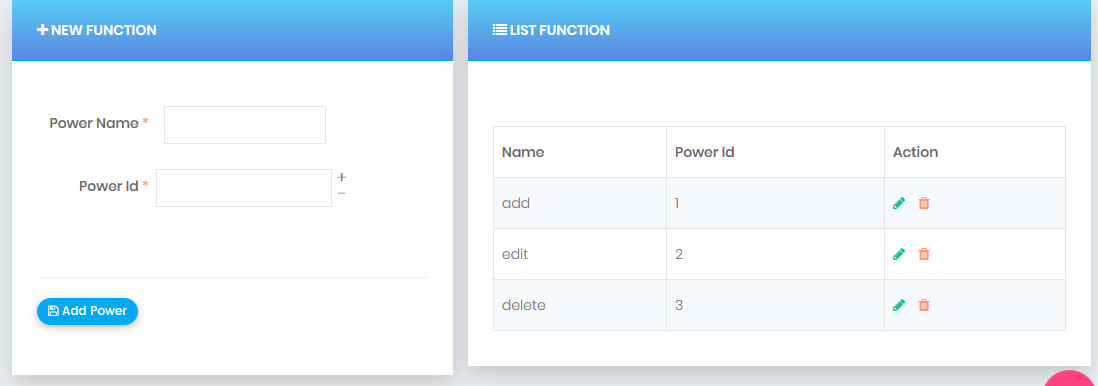 NEW FUNCTION
Power Name *
Power Id *
+
−
Add Power
LIST FUNCTION
Name Power Id Action
add 1
edit 2
delete 3